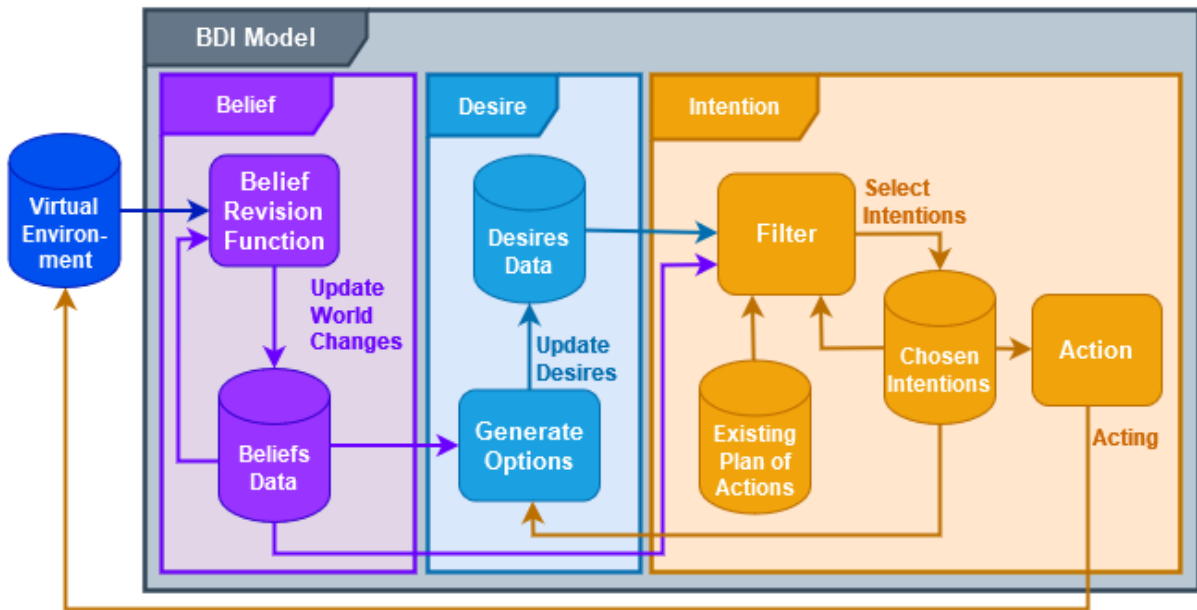 BDI Model
Belief
Desire
Intention
Virtual
Environ-
ment
Belief
Revision
Function
Update
World
Changes
Beliefs
Data
Desires
Data
Update
Desires
Generate
Options
Filter
Select
Intentions
Chosen
Intentions
Existing
Plan of
Actions
Action
Acting